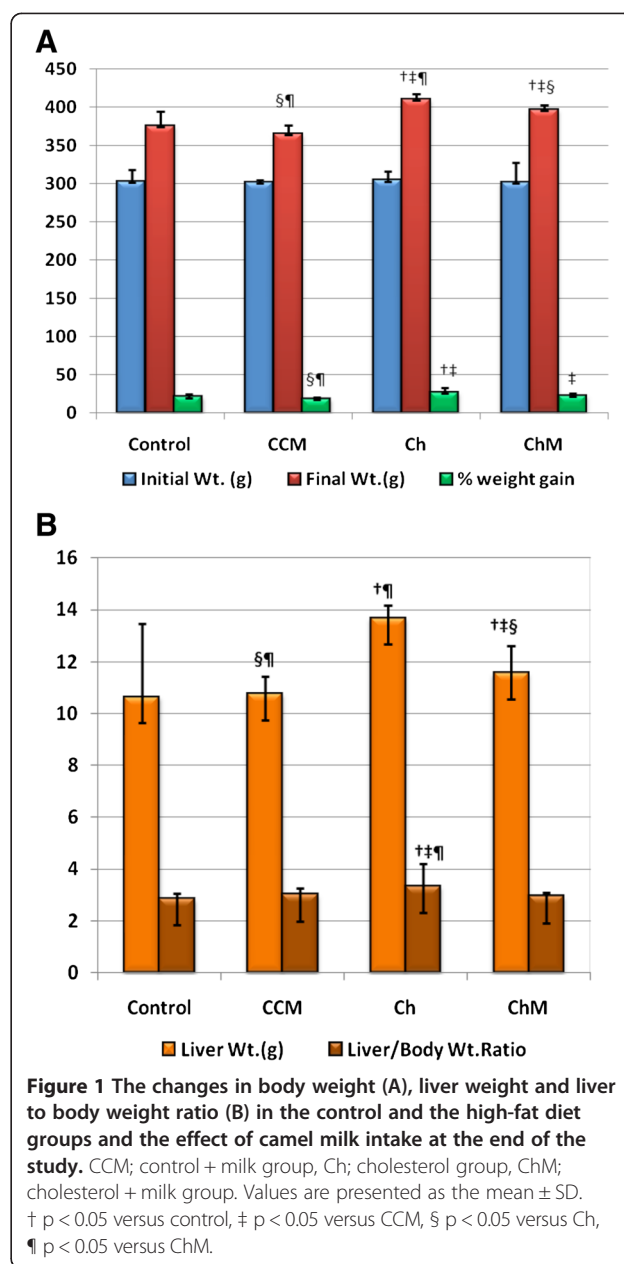 A
450
400
350
300
250
200
150
100
50
0
§¶
†‡¶
†‡§
§¶
†‡
‡
Control CCM Ch ChM
Initial Wt. (g) Final Wt.(g) % weight gain
B
16
14
12
10
8
6
4
2
0
§¶
†¶
†‡§
†‡¶
Control CCM Ch ChM
Liver Wt.(g) Liver/Body Wt.Ratio
Figure 1 The changes in body weight (A), liver weight and liver
to body weight ratio (B) in the control and the high-fat diet
groups and the effect of camel milk intake at the end of the
study. CCM; control + milk group, Ch; cholesterol group, ChM;
cholesterol + milk group. Values are presented as the mean ± SD.
† p < 0.05 versus control, ‡ p < 0.05 versus CCM, § p < 0.05 versus Ch,
¶ p < 0.05 versus ChM.